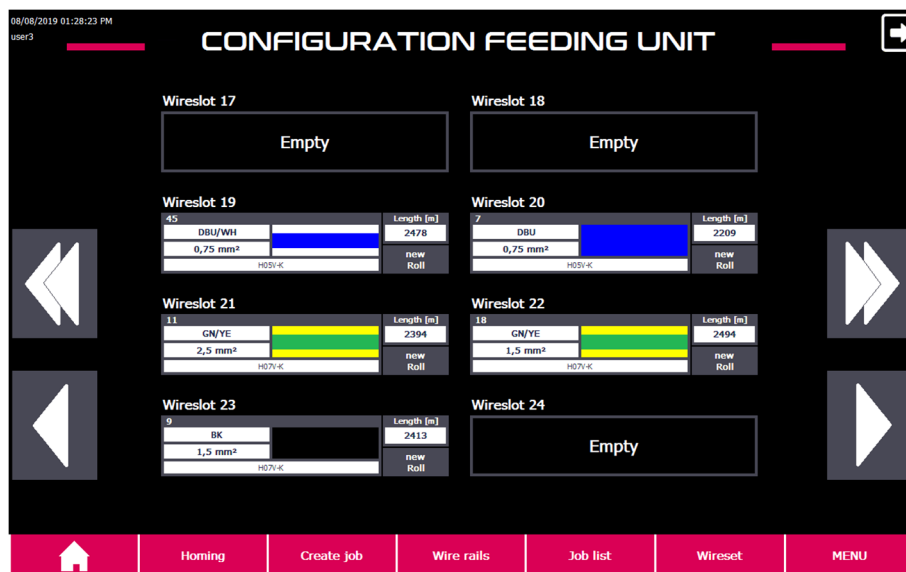 08/08/2019 01:28:23 PM
user3
CONFIGURATION FEEDING UNIT
Wireslot 17
Empty
Wireslot 18
Empty
Wireslot 19
45
Length [m]
DBU/WH
2478
0,75 mm²
new
Roll
H05V-K
Wireslot 20
7
Length [m]
DBU
2209
0,75 mm²
new
Roll
H05V-K
Wireslot 21
11
Length [m]
GN/YE
2394
2,5 mm²
new
Roll
H07V-K
Wireslot 22
18
Length [m]
GN/YE
2494
1,5 mm²
new
Roll
H07V-K
Wireslot 23
9
Length [m]
BK
2413
1,5 mm²
new
Roll
H07V-K
Wireslot 24
Empty
Homing
Create job
Wire rails
Job list
Wireset
MENU